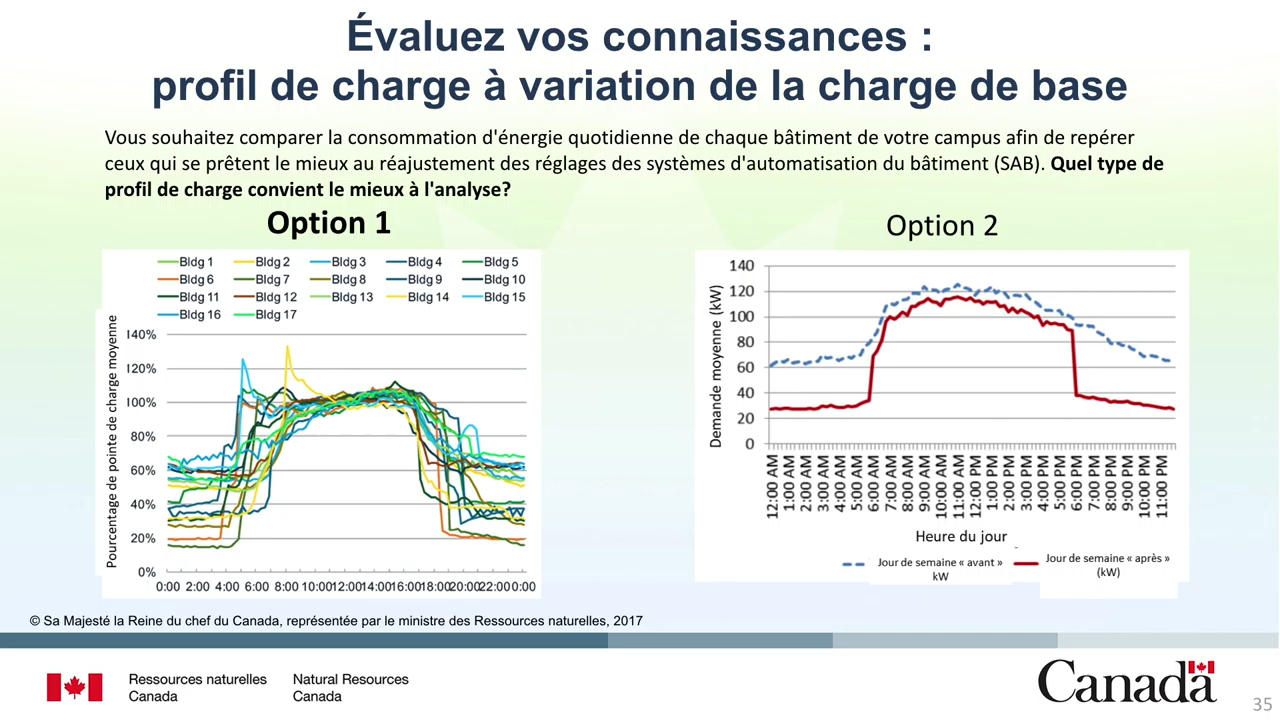 Évaluez vos connaissances :
profil de charge à variation de la charge de base
Vous souhaitez comparer la consommation d'énergie quotidienne de chaque bâtiment de votre campus afin de repérer
ceux qui se prêtent le mieux au réajustement des réglages des systèmes d'automatisation du bâtiment (SAB). Quel type de
profil de charge convient le mieux à l'analyse?
Option 1
Bldg 1 Bldg 2 Bldg 3 Bldg 4 Bldg 5
Bldg 6 Bldg 7 Bldg 8 Bldg 9 Bldg 10
Bldg 11 Bldg 12 Bldg 13 Bldg 14 Bldg 15
Bldg 16 Bldg 17
Pourcentage de pointe de charge moyenne
140%
120%
100%
80%
60%
40%
20%
0%
0:00 2:00 4:00 6:00 8:00 10:00 12:00 14:00 16:00 18:00 20:00 22:00 0:00
Option 2
Demande moyenne (kW)
140
120
100
80
60
40
20
0
12:00 AM 1:00 AM 2:00 AM 3:00 AM 4:00 AM 5:00 AM 6:00 AM 7:00 AM 8:00 AM 9:00 AM 10:00 AM 11:00 AM 12:00 PM 1:00 PM 2:00 PM 3:00 PM 4:00 PM 5:00 PM 6:00 PM 7:00 PM 8:00 PM 9:00 PM 10:00 PM 11:00 PM
Heure du jour
Jour de semaine « avant »
kW
Jour de semaine « après »
(kW)
© Sa Majesté la Reine du chef du Canada, représentée par le ministre des Ressources naturelles, 2017
Ressources naturelles
Canada
Natural Resources
Canada
Canada
35